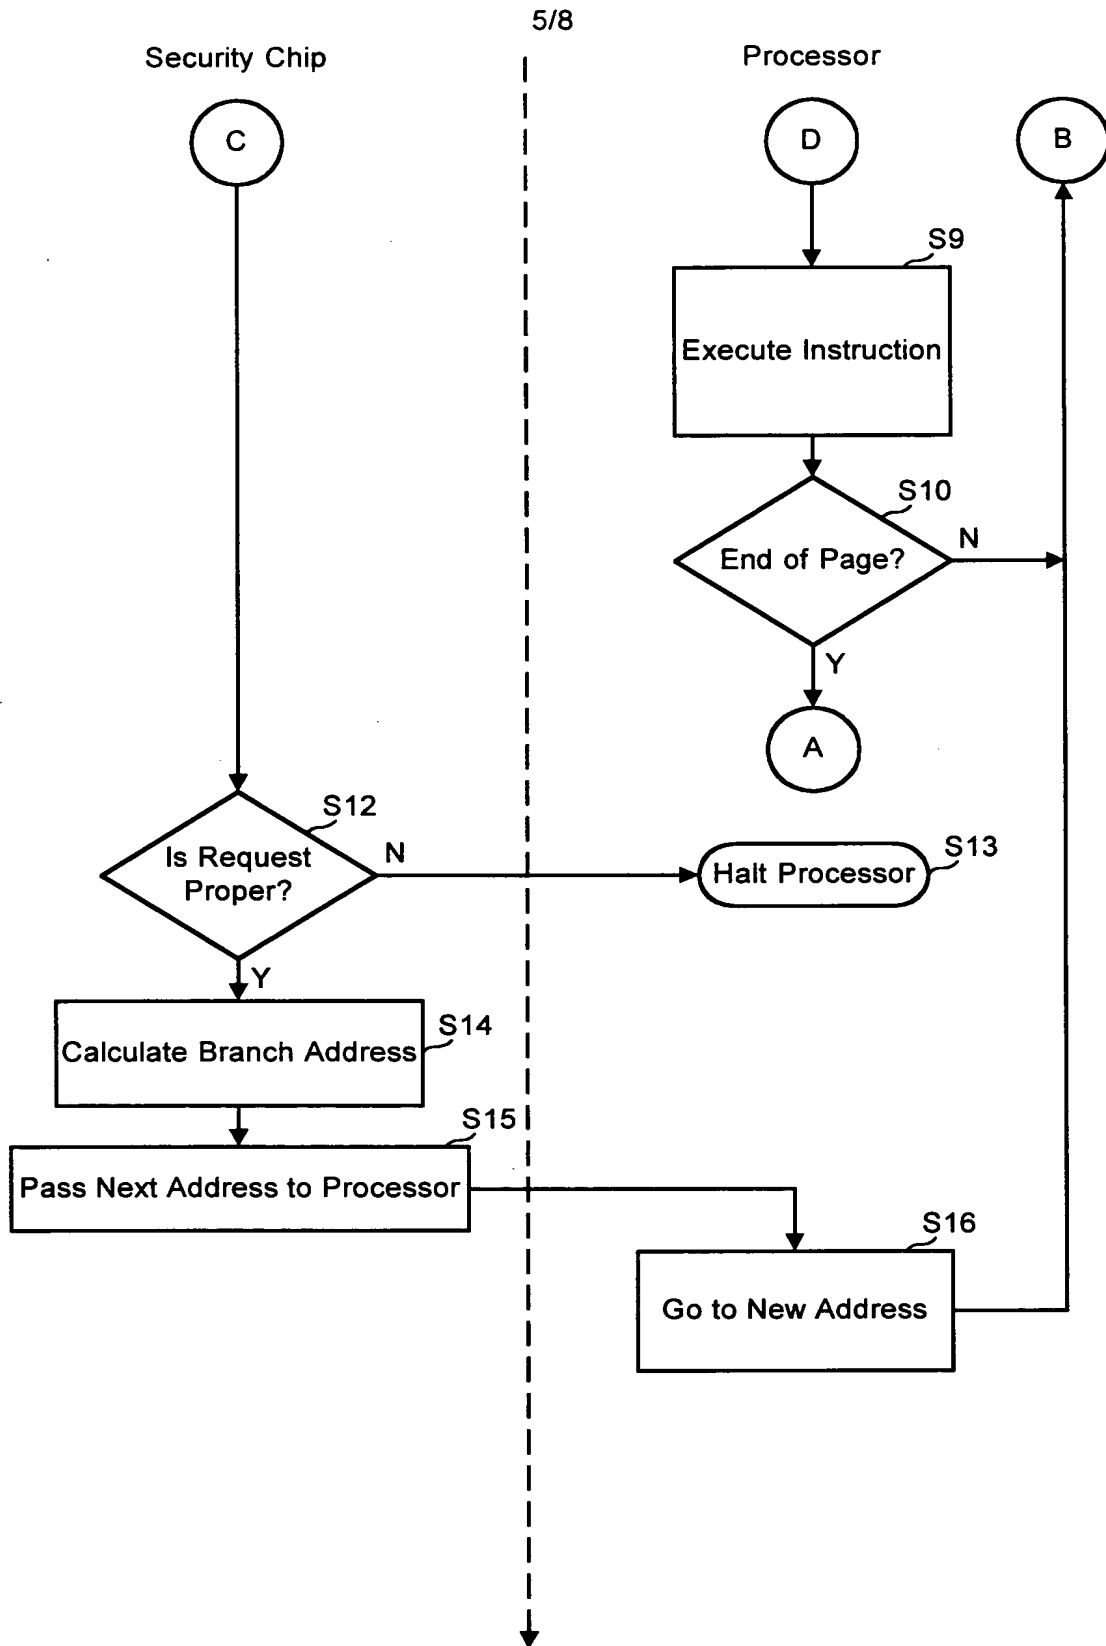 5/8
Security Chip
Processor
C
D
B
S9
Execute Instruction
S10
End of Page?
N
Y
A
S12
Is Request
Proper?
N
S13
Halt Processor
Y
S14
Calculate Branch Address
S15
Pass Next Address to Processor
S16
Go to New Address